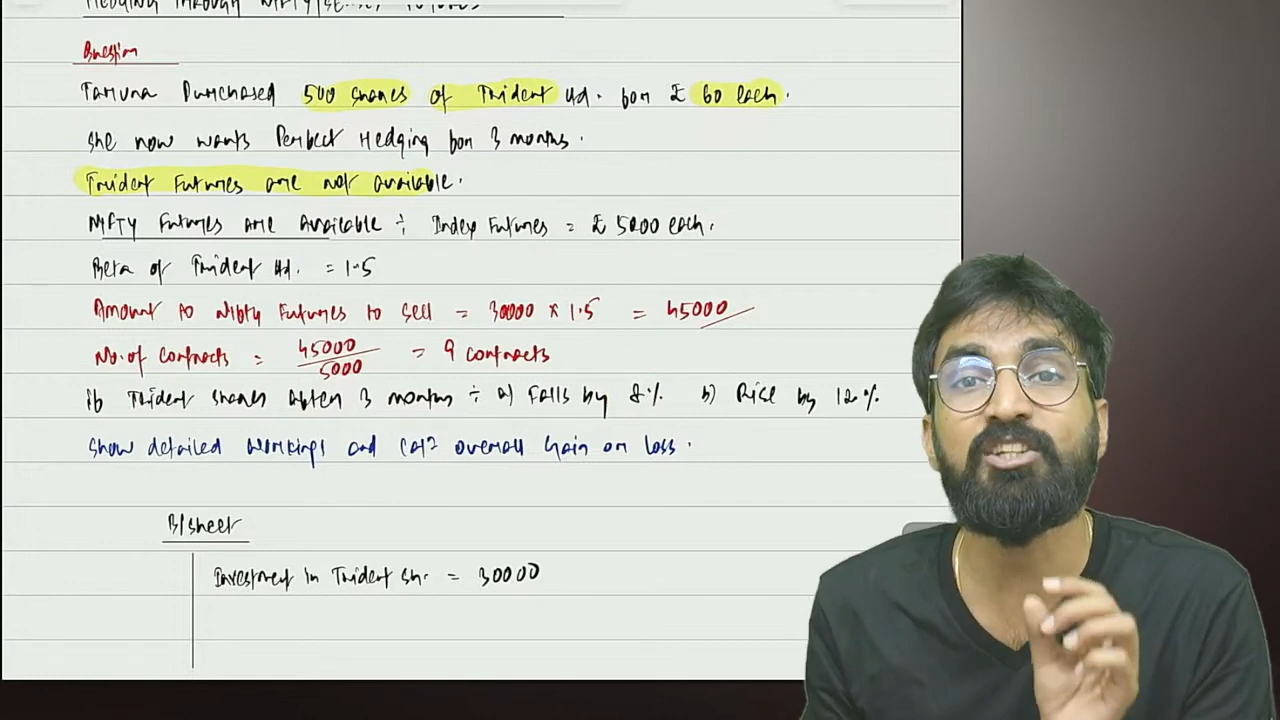 Hedging Through Nifty
Question
Taruna Purchased 500 shares of Trident Ltd. for ₹ 60 each.
She now wants Perfect Hedging for 3 months.
Trident Futures are not available.
NIFTY Futures are Available ÷ Index Futures = ₹ 5000 each.
Beta of Trident Ltd. = 1.5
Amount to Nifty Futures to sell = 30000 × 1.5 = 45000
No. of contracts = 45000/5000 = 9 contracts
If Trident shares after 3 months ÷ a) Falls by 8% b) Rise by 12%
Show detailed workings and calc overall Gain or loss.
B/sheet
Investment in Trident sh. = 30000